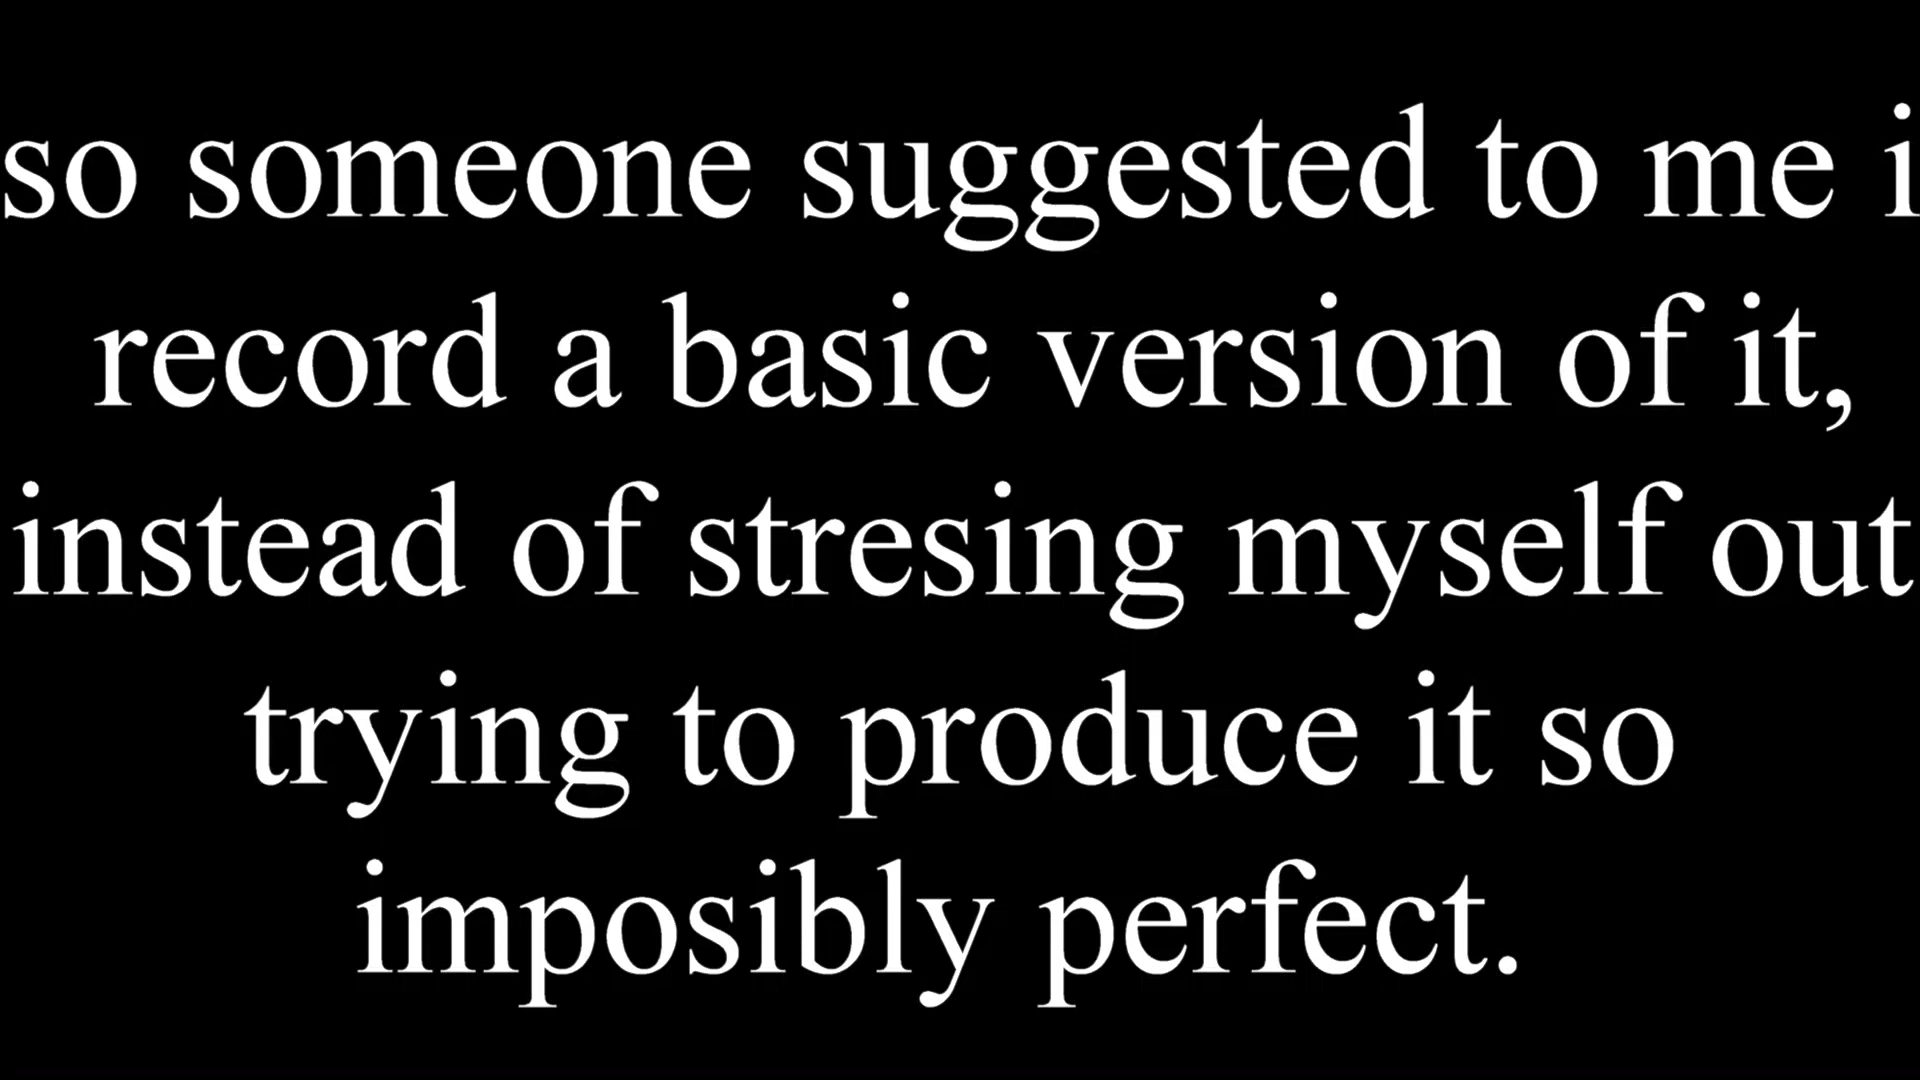 so someone suggested to me i
record a basic version of it,
instead of stresing myself out
trying to produce it so
imposibly perfect.